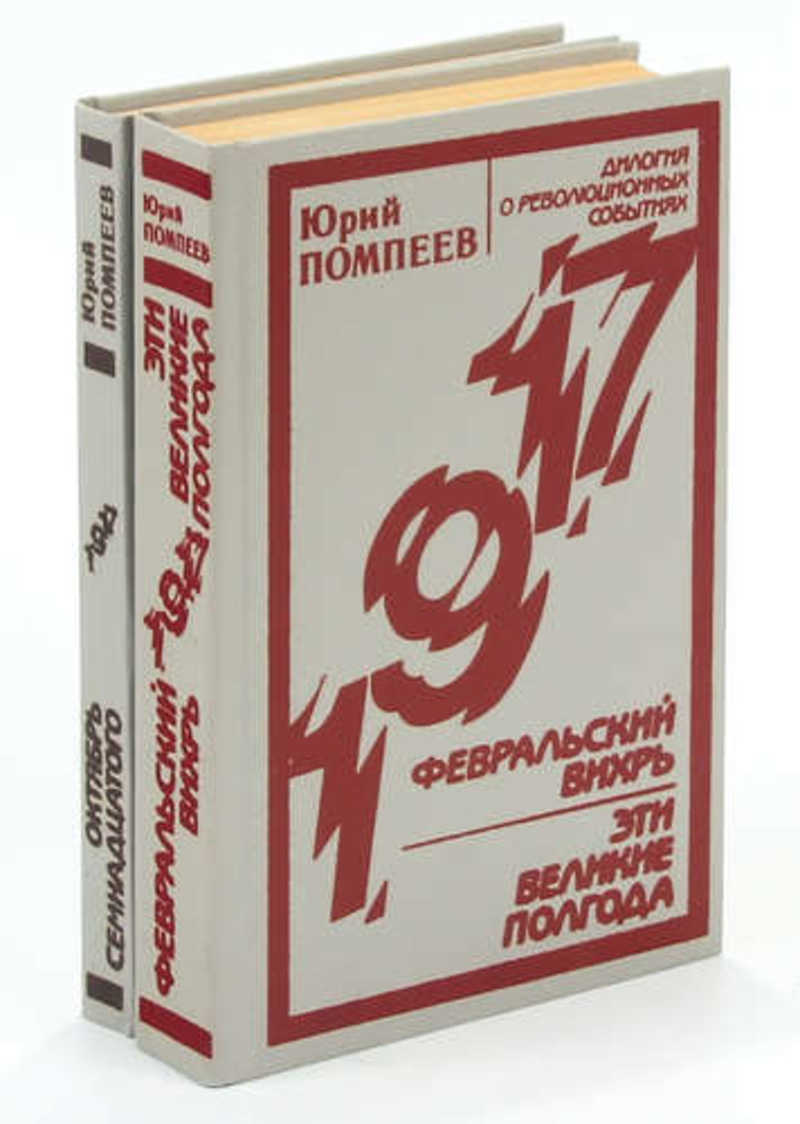 Юрий
ПОМПЕЕВ
ОКТЯБРЬ
СЕМНАДЦАТОГО
Юрий
ПОМПЕЕВ
ЭТИ
ВЕЛИКИЕ
ПОЛГОДА
ФЕВРАЛЬСКИЙ
ВИХРЬ
Юрий
ПОМПЕЕВ
ДИЛОГИЯ
О РЕВОЛЮЦИОННЫХ
СОБЫТИЯХ
1917
ФЕВРАЛЬСКИЙ
ВИХРЬ
ЭТИ
ВЕЛИКИЕ
ПОЛГОДА